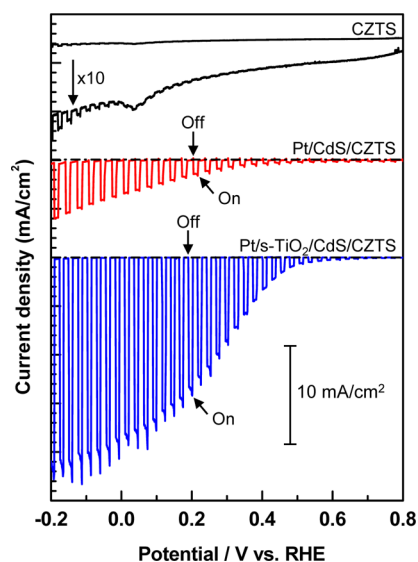 CZTS
x10
Off
Pt/CdS/CZTS
On
Off
Pt/s-TiO₂/CdS/CZTS
10 mA/cm²
On
Current density (mA/cm²)
-0.2 0.0 0.2 0.4 0.6 0.8
Potential / V vs. RHE